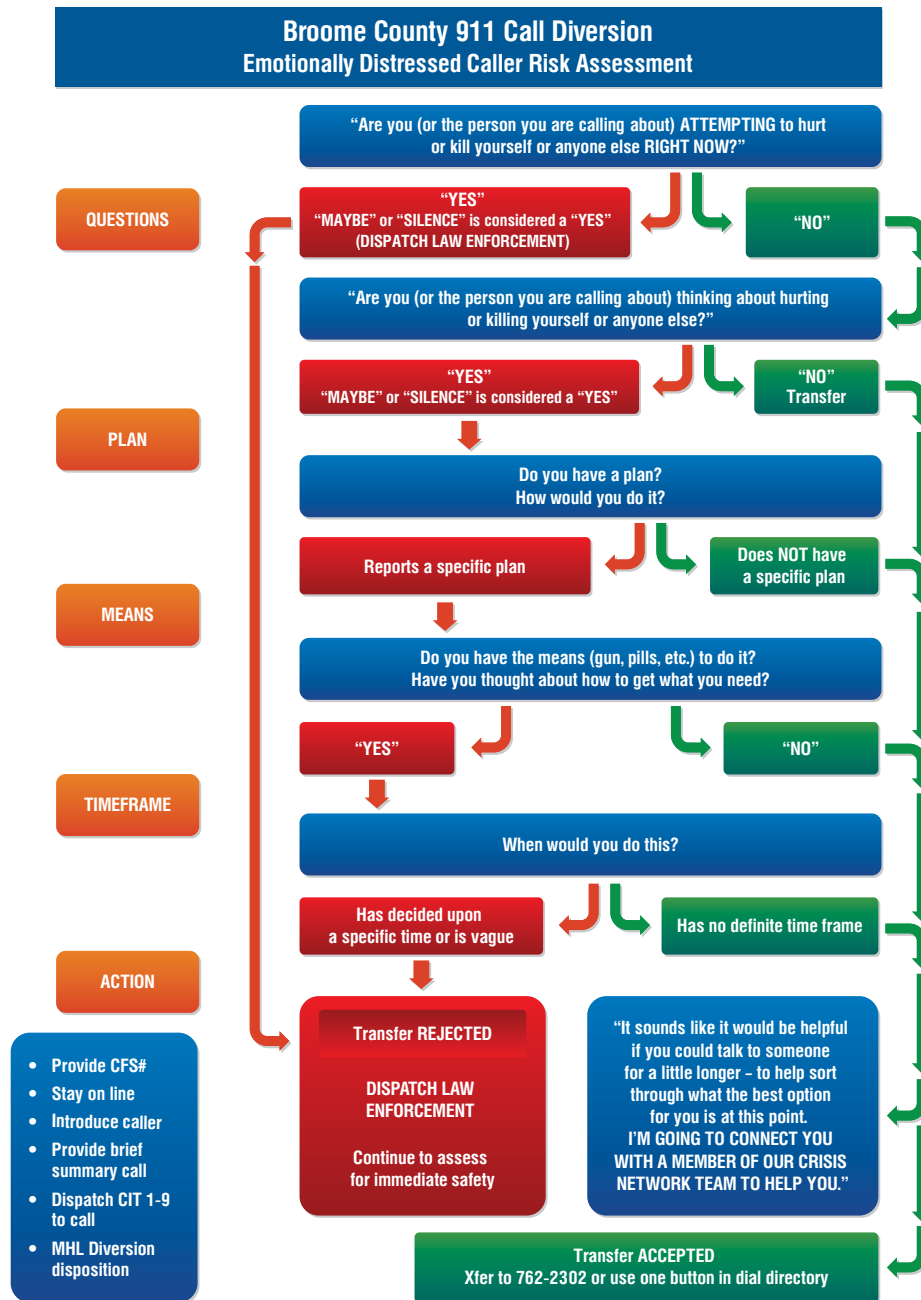 Broome County 911 Call Diversion
Emotionally Distressed Caller Risk Assessment
“Are you (or the person you are calling about) ATTEMPTING to hurt
or kill yourself or anyone else RIGHT NOW?”
QUESTIONS
“YES”
“MAYBE” or “SILENCE” is considered a “YES”
(DISPATCH LAW ENFORCEMENT)
“NO”
“Are you (or the person you are calling about) thinking about hurting
or killing yourself or anyone else?”
“YES”
“MAYBE” or “SILENCE” is considered a “YES”
“NO”
Transfer
PLAN
Do you have a plan?
How would you do it?
Reports a specific plan
Does NOT have
a specific plan
MEANS
Do you have the means (gun, pills, etc.) to do it?
Have you thought about how to get what you need?
“YES”
“NO”
TIMEFRAME
When would you do this?
Has decided upon
a specific time or is vague
Has no definite time frame
ACTION
• Provide CFS#
• Stay on line
• Introduce caller
• Provide brief
summary call
• Dispatch CIT 1-9
to call
• MHL Diversion
disposition
Transfer REJECTED
DISPATCH LAW
ENFORCEMENT
Continue to assess
for immediate safety
“It sounds like it would be helpful
if you could talk to someone
for a little longer – to help sort
through what the best option
for you is at this point.
I’M GOING TO CONNECT YOU
WITH A MEMBER OF OUR CRISIS
NETWORK TEAM TO HELP YOU.”
Transfer ACCEPTED
Xfer to 762-2302 or use one button in dial directory